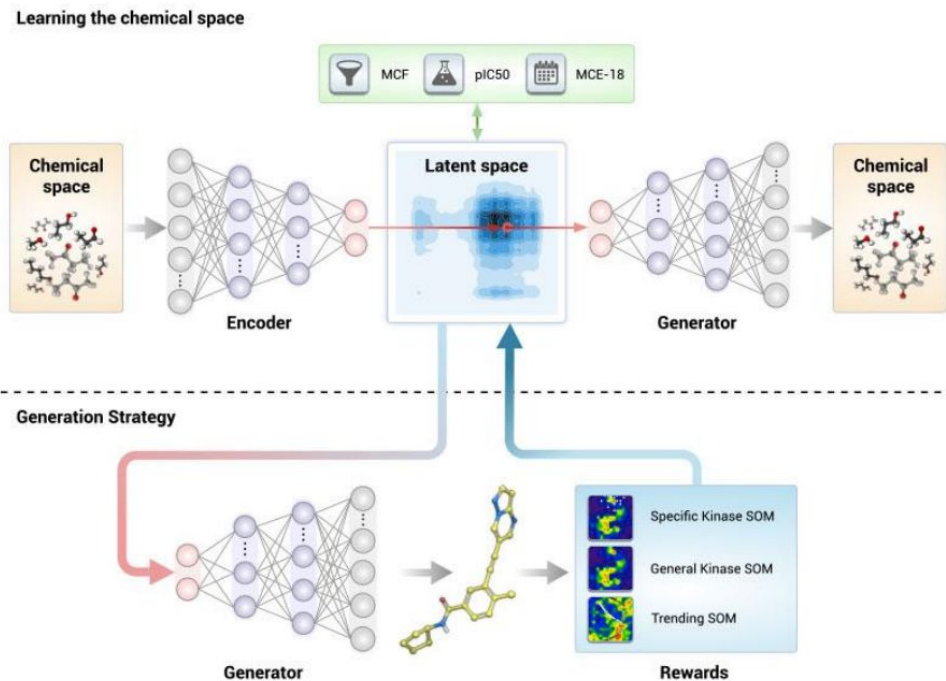 Learning the chemical space
MCF
pIC50
MCE-18
Chemical
space
Latent space
Chemical
space
Encoder
Generator
Generation Strategy
Specific Kinase SOM
General Kinase SOM
Trending SOM
Generator
Rewards